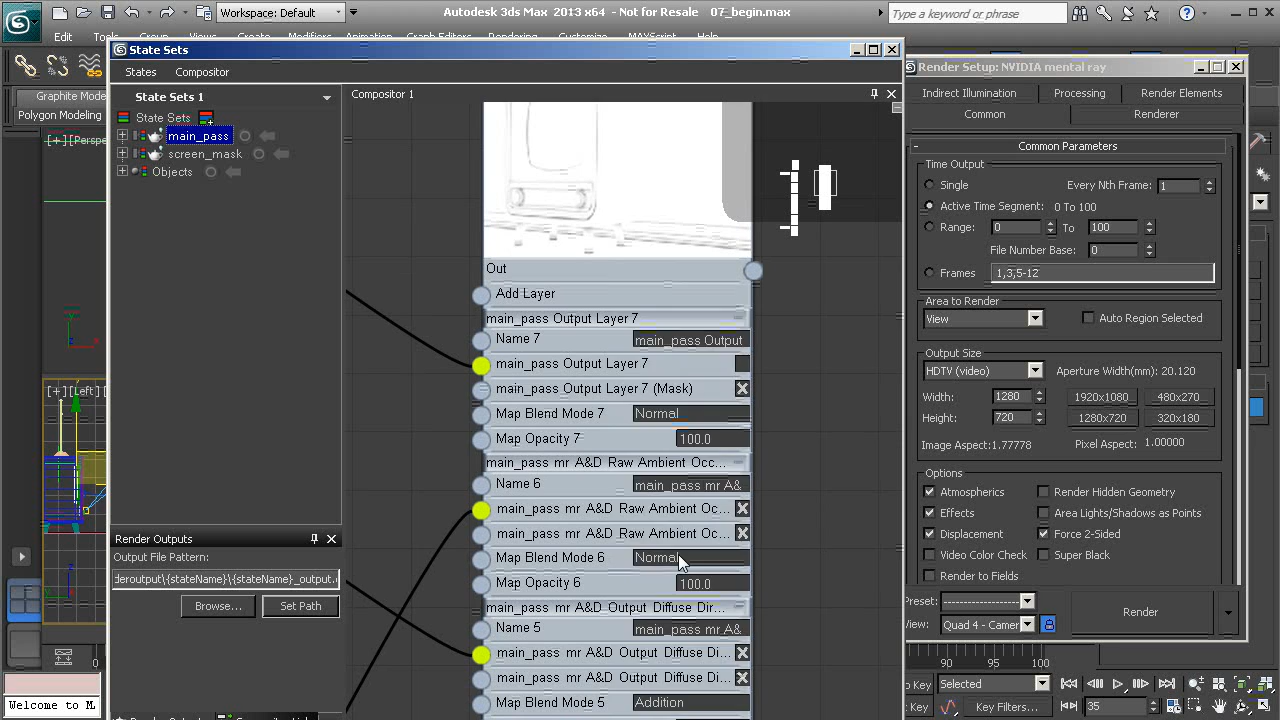 Workspace: Default
Autodesk 3ds Max 2013 x64 - Not for Resale 07_begin.max
Type a keyword or phrase
Edit
State Sets
States Compositor
State Sets 1
State Sets
main_pass
screen_mask
Objects
Compositor 1
Out
Add Layer
main_pass Output Layer 7
Name 7 main_pass Output
main_pass Output Layer 7
main_pass Output Layer 7 (Mask)
Map Blend Mode 7 Normal
Map Opacity 7 100.0
main_pass mr A&D Raw Ambient Occ...
Name 6 main_pass mr A&
main_pass mr A&D Raw Ambient Oc...
main_pass mr A&D Raw Ambient Oc...
Map Blend Mode 6 Normal
Map Opacity 6 100.0
main_pass mr A&D Output Diffuse Dir...
Name 5 main_pass mr A&
main_pass mr A&D Output Diffuse Di...
main_pass mr A&D Output Diffuse Di...
Map Blend Mode 5 Addition
Render Outputs
Output File Pattern:
deroutput\{stateName}\{stateName}_output.
Browse... Set Path
Graphite Mode
Polygon Modeling
[+] [Persp
[+] [Left]
Welcome to M
Render Setup: NVIDIA mental ray
Indirect Illumination Processing Render Elements
Common Renderer
Common Parameters
Time Output
Single Every Nth Frame: 1
Active Time Segment: 0 To 100
Range: To
File Number Base: 0
Frames 1,3,5-12
Area to Render
View Auto Region Selected
Output Size
HDTV (video) Aperture Width(mm): 20.120
Width: 1280 1920x1080 480x270
Height: 720 1280x720 320x180
Image Aspect:1.77778 Pixel Aspect: 1.00000
Options
Atmospherics Render Hidden Geometry
Effects Area Lights/Shadows as Points
Displacement Force 2-Sided
Video Color Check Super Black
Render to Fields
Preset: --------------------
View: Quad 4 - Camer
Render
90 100
Key Selected
Key Key Filters... 35